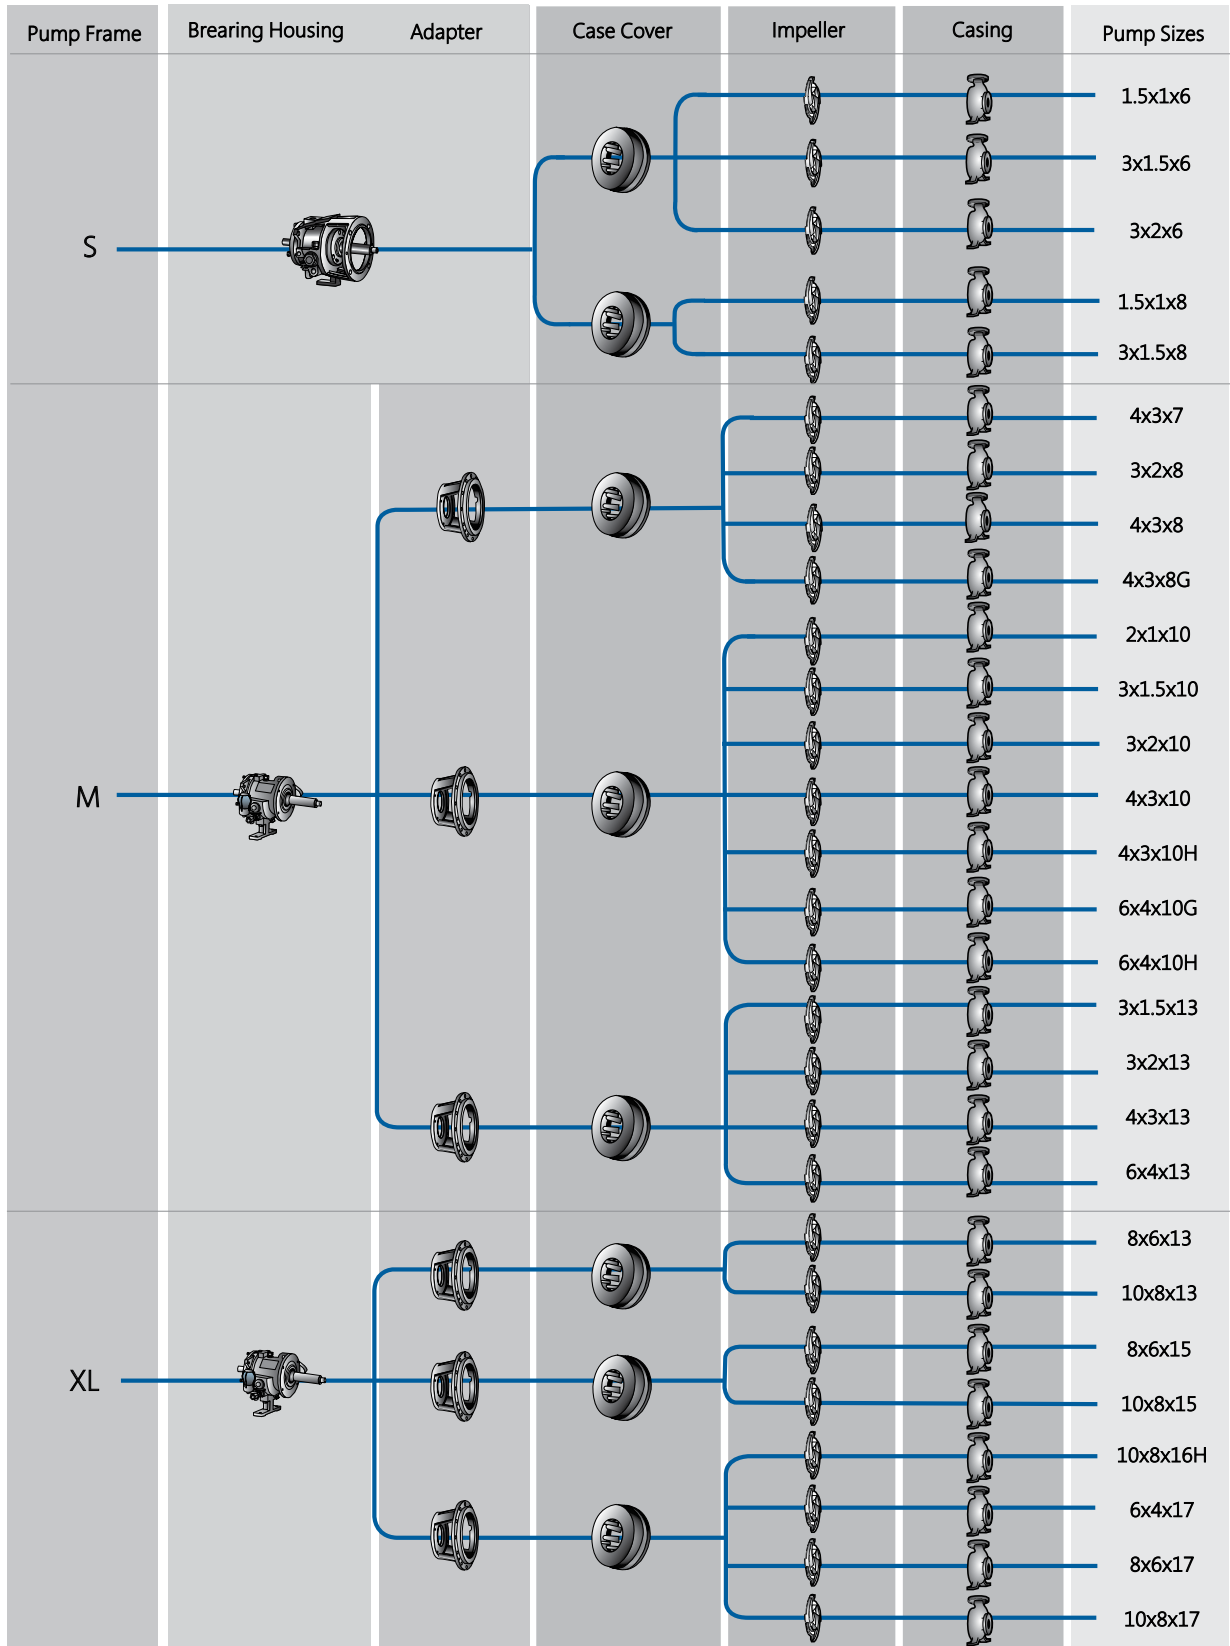 Pump Frame
Brearing Housing
Adapter
Case Cover
Impeller
Casing
Pump Sizes
S
1.5x1x6
3x1.5x6
3x2x6
1.5x1x8
3x1.5x8
M
4x3x7
3x2x8
4x3x8
4x3x8G
2x1x10
3x1.5x10
3x2x10
4x3x10
4x3x10H
6x4x10G
6x4x10H
3x1.5x13
3x2x13
4x3x13
6x4x13
XL
8x6x13
10x8x13
8x6x15
10x8x15
10x8x16H
6x4x17
8x6x17
10x8x17